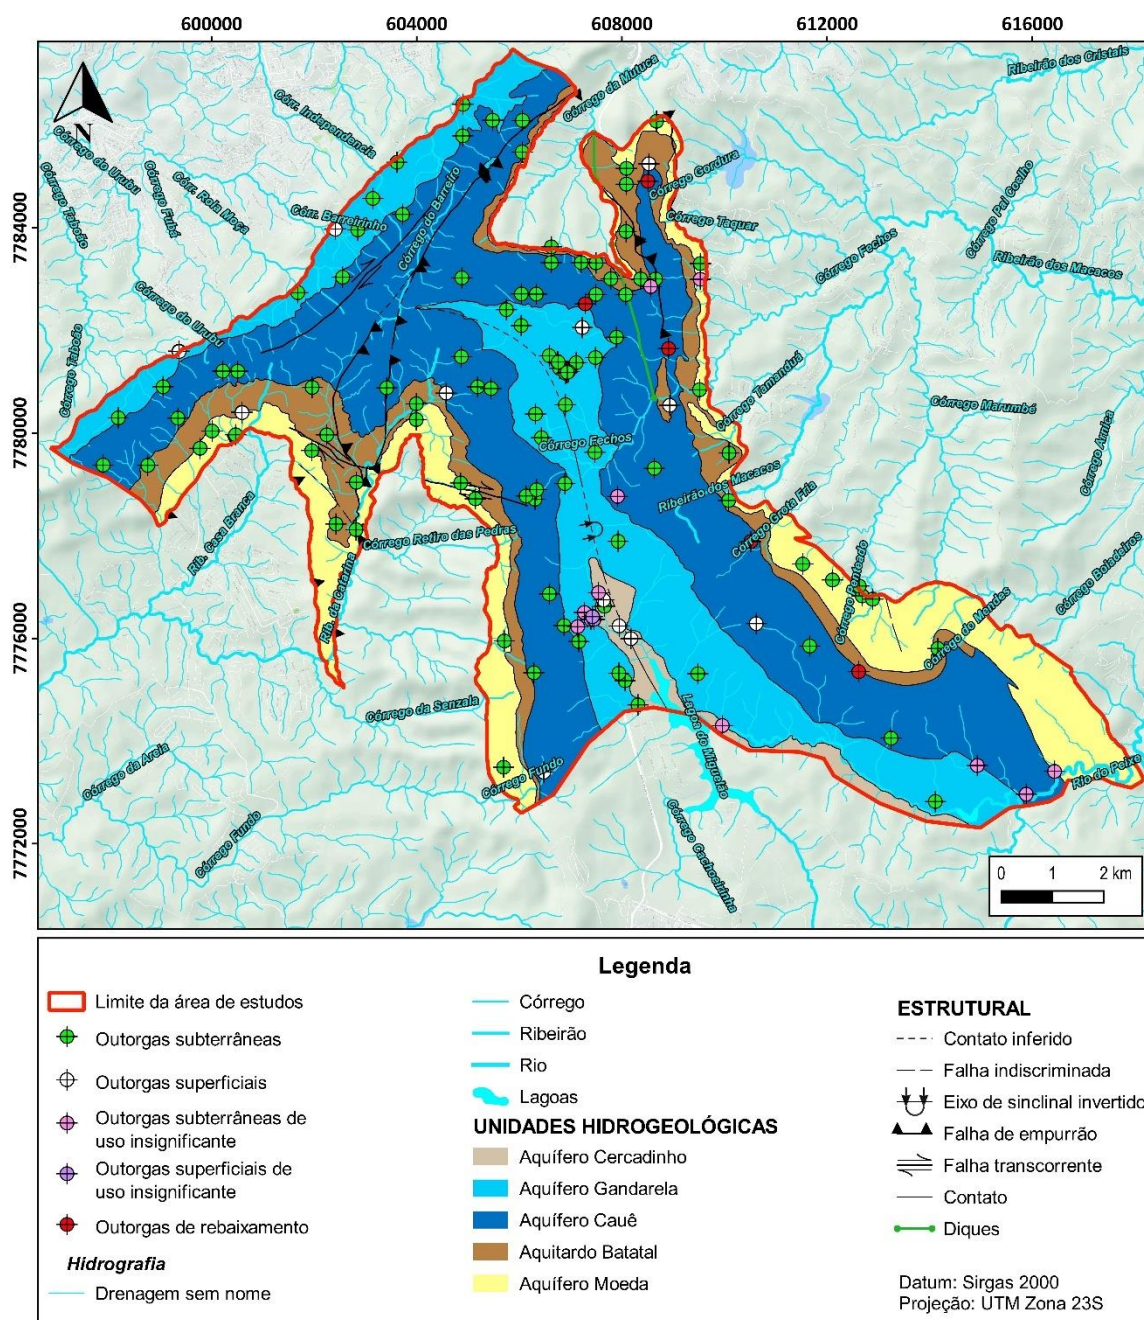 600000
604000
608000
612000
616000
7784000
7780000
7776000
7772000
N
Ribeirão dos Cristais
Córrego da Mutuca
Córr. Independencia
Córrego do Urubu
Córrego Fubá
Córr. Rola Moça
Córrego Taboão
Córr. Barreirinho
Córrego do Barreiro
Córrego Gordura
Córrego Taquar
Córrego Pai Coelho
Córrego Fechos
Ribeirão dos Macacos
Córrego do Urubu
Córrego Taboão
Córrego Tamanduá
Córrego Marumbé
Córrego Arnica
Córrego Fechos
Ribeirão dos Macacos
Córrego Grota Fria
Rib. Casa Branca
Córrego Retiro das Pedras
Rib. da Catarina
Córrego Penteado
Córrego do Mendes
Córrego Boiadeiros
Córrego da Senzala
Córrego da Areia
Córrego Fundo
Córrego Fundo
Lagoa do Miguelão
Córrego Cachoeirinha
Rio do Peixe
0 1 2 km
Legenda
Limite da área de estudos
Outorgas subterrâneas
Outorgas superficiais
Outorgas subterrâneas de
uso insignificante
Outorgas superficiais de
uso insignificante
Outorgas de rebaixamento
Hidrografia
Drenagem sem nome
Córrego
Ribeirão
Rio
Lagoas
UNIDADES HIDROGEOLÓGICAS
Aquífero Cercadinho
Aquífero Gandarela
Aquífero Cauê
Aquitardo Batatal
Aquífero Moeda
ESTRUTURAL
Contato inferido
Falha indiscriminada
Eixo de sinclinal invertido
Falha de empurrão
Falha transcorrente
Contato
Diques
Datum: Sirgas 2000
Projeção: UTM Zona 23S